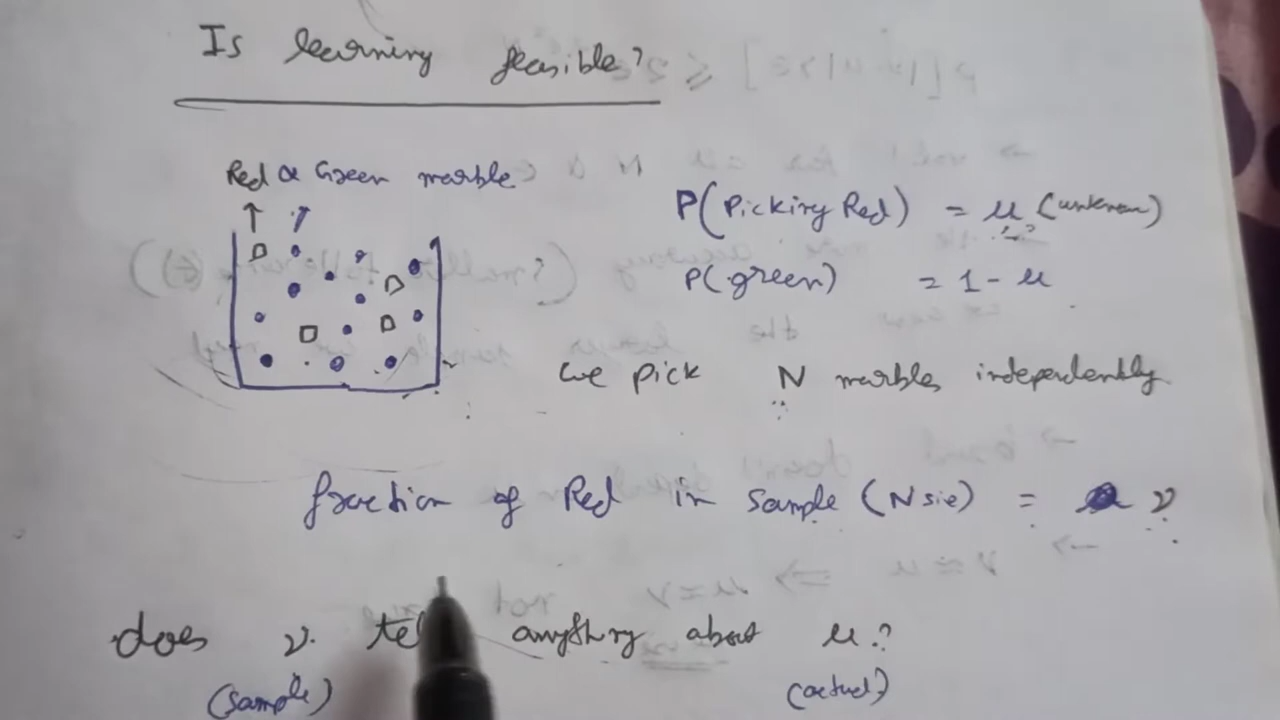 Is learning feasible?
Red & Green marble
P(Picking Red) = μ (unknown)
P(green) = 1 - μ
we pick N marbles independently
fraction of Red in Sample (N sie) = ν
does ν anything about μ?
(sample) (actual)